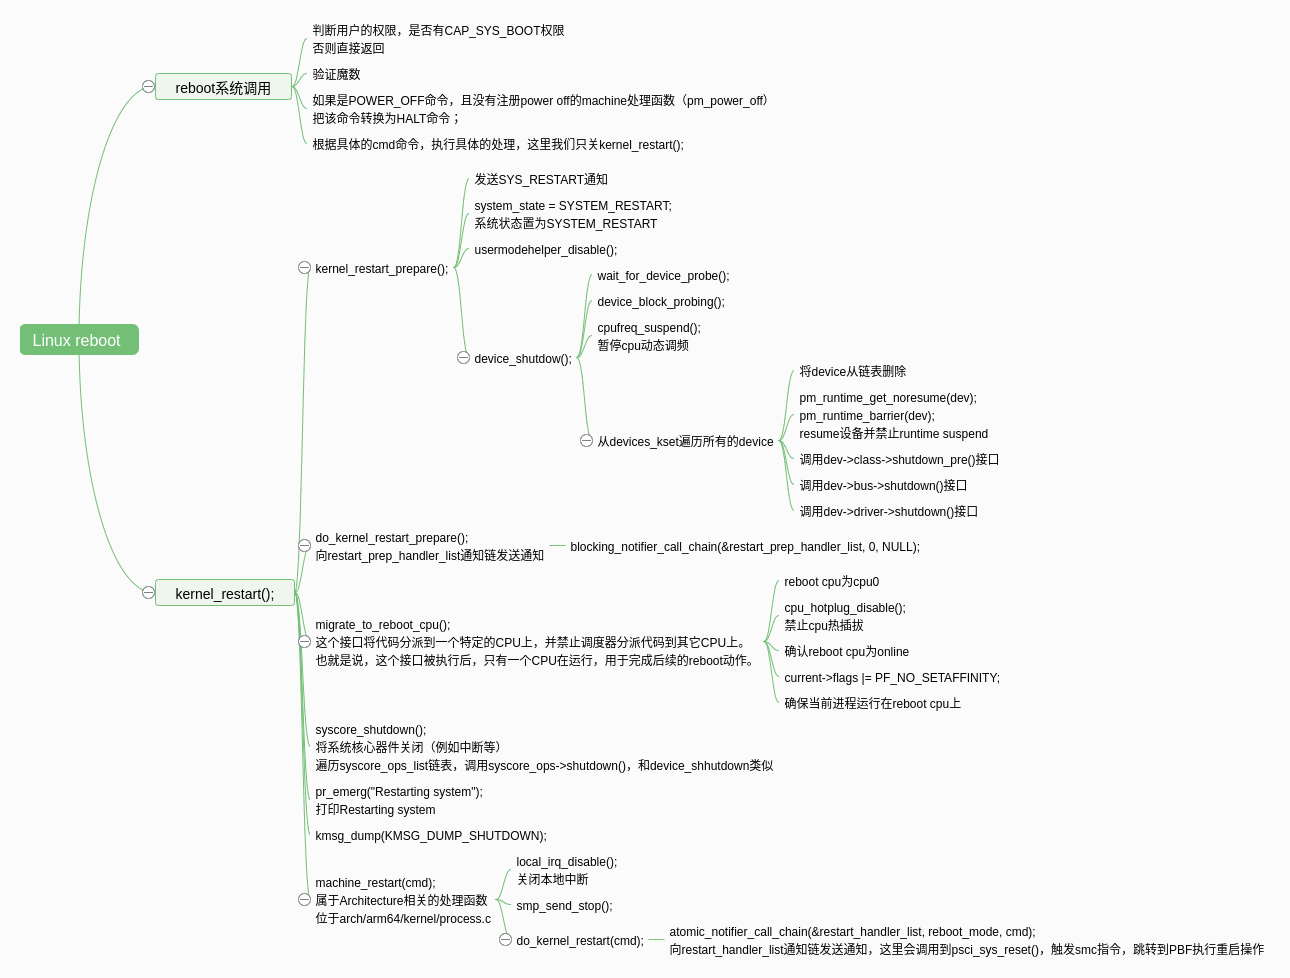 Linux reboot
reboot系统调用
判断用户的权限，是否有CAP_SYS_BOOT权限
否则直接返回
验证魔数
如果是POWER_OFF命令，且没有注册power off的machine处理函数（pm_power_off）
把该命令转换为HALT命令；
根据具体的cmd命令，执行具体的处理，这里我们只关kernel_restart();
kernel_restart();
kernel_restart_prepare();
发送SYS_RESTART通知
system_state = SYSTEM_RESTART;
系统状态置为SYSTEM_RESTART
usermodehelper_disable();
device_shutdow();
wait_for_device_probe();
device_block_probing();
cpufreq_suspend();
暂停cpu动态调频
从devices_kset遍历所有的device
将device从链表删除
pm_runtime_get_noresume(dev);
pm_runtime_barrier(dev);
resume设备并禁止runtime suspend
调用dev->class->shutdown_pre()接口
调用dev->bus->shutdown()接口
调用dev->driver->shutdown()接口
do_kernel_restart_prepare();
向restart_prep_handler_list通知链发送通知
blocking_notifier_call_chain(&restart_prep_handler_list, 0, NULL);
migrate_to_reboot_cpu();
这个接口将代码分派到一个特定的CPU上，并禁止调度器分派代码到其它CPU上。
也就是说，这个接口被执行后，只有一个CPU在运行，用于完成后续的reboot动作。
reboot cpu为cpu0
cpu_hotplug_disable();
禁止cpu热插拔
确认reboot cpu为online
current->flags |= PF_NO_SETAFFINITY;
确保当前进程运行在reboot cpu上
syscore_shutdown();
将系统核心器件关闭（例如中断等）
遍历syscore_ops_list链表，调用syscore_ops->shutdown()，和device_shhutdown类似
pr_emerg("Restarting system");
打印Restarting system
kmsg_dump(KMSG_DUMP_SHUTDOWN);
machine_restart(cmd);
属于Architecture相关的处理函数
位于arch/arm64/kernel/process.c
local_irq_disable();
关闭本地中断
smp_send_stop();
do_kernel_restart(cmd);
atomic_notifier_call_chain(&restart_handler_list, reboot_mode, cmd);
向restart_handler_list通知链发送通知，这里会调用到psci_sys_reset()，触发smc指令，跳转到PBF执行重启操作